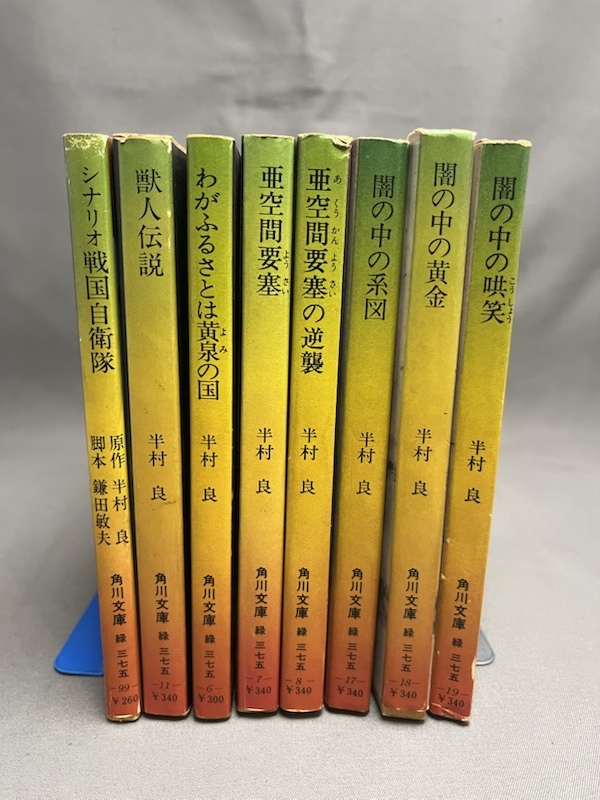 シナリオ 戦国自衛隊
原作 半村 良
脚本 鎌田敏夫
角川文庫 緑 三七五
-99-
¥260
獣人伝説
半村 良
角川文庫 緑 三七五
-11-
¥340
わがふるさとは黄泉の国
よみ
半村 良
角川文庫 緑 三七五
-6-
¥300
亜空間要塞
ようさい
半村 良
角川文庫 緑 三七五
-7-
¥340
亜空間要塞の逆襲
あくうかんようさい
半村 良
角川文庫 緑 三七五
-8-
¥340
闇の中の系図
半村 良
角川文庫 緑 三七五
-17-
¥340
闇の中の黄金
半村 良
角川文庫 緑 三七五
-18-
¥340
闇の中の哄笑
こうしょう
半村 良
角川文庫 緑 三七五
-19-
¥340